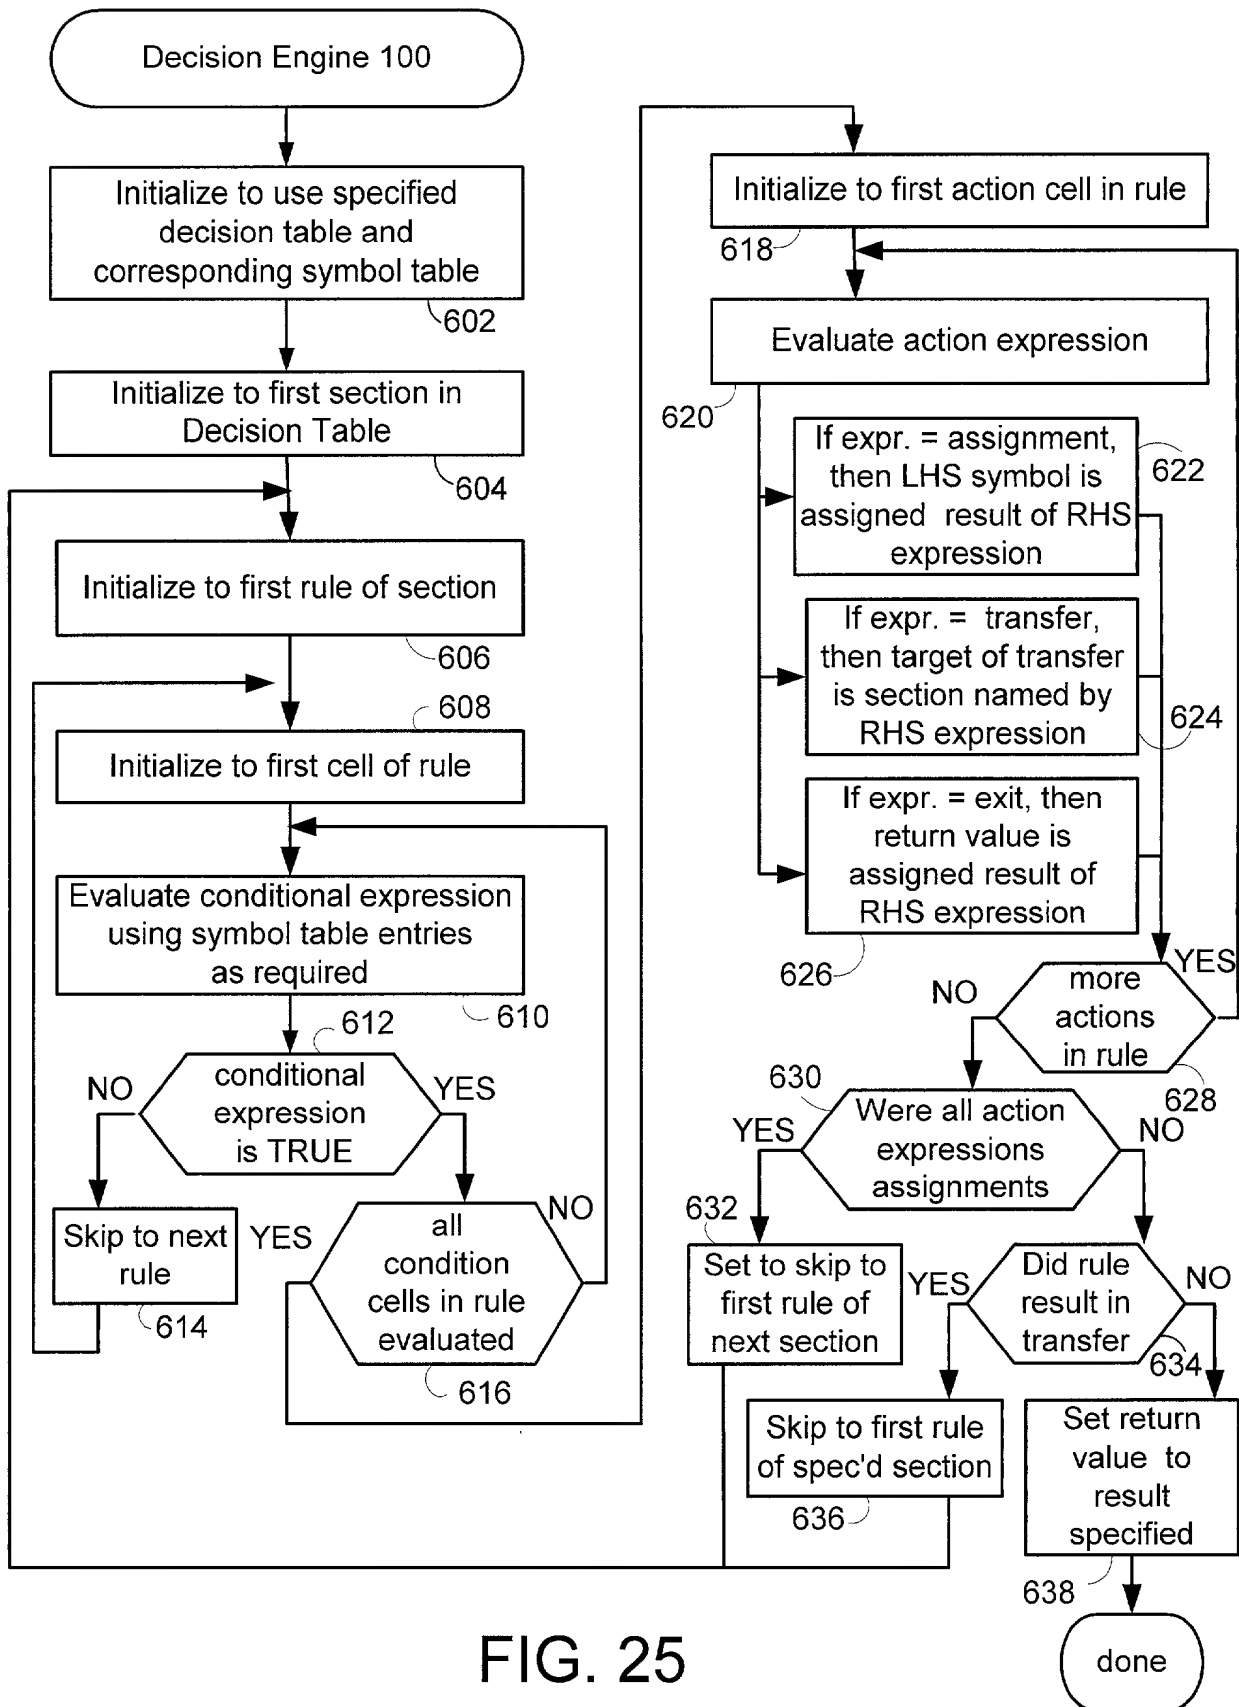 Decision Engine 100
Initialize to use specified
decision table and
corresponding symbol table
602
Initialize to first section in
Decision Table
604
Initialize to first rule of section
606
608
Initialize to first cell of rule
Evaluate conditional expression
using symbol table entries
as required
610
612
NO
conditional
expression
is TRUE
YES
Skip to next
rule
614
YES
all
condition
cells in rule
evaluated
NO
616
Initialize to first action cell in rule
618
Evaluate action expression
620
If expr. = assignment,
then LHS symbol is
assigned result of RHS
expression
622
If expr. = transfer,
then target of transfer
is section named by
RHS expression
624
If expr. = exit, then
return value is
assigned result of
RHS expression
626
YES
NO
more
actions
in rule
628
630
YES
Were all action
expressions
assignments
NO
632
Set to skip to
first rule of
next section
YES
Did rule
result in
transfer
NO
634
Skip to first rule
of spec'd section
636
Set return
value to
result
specified
638
done
FIG. 25